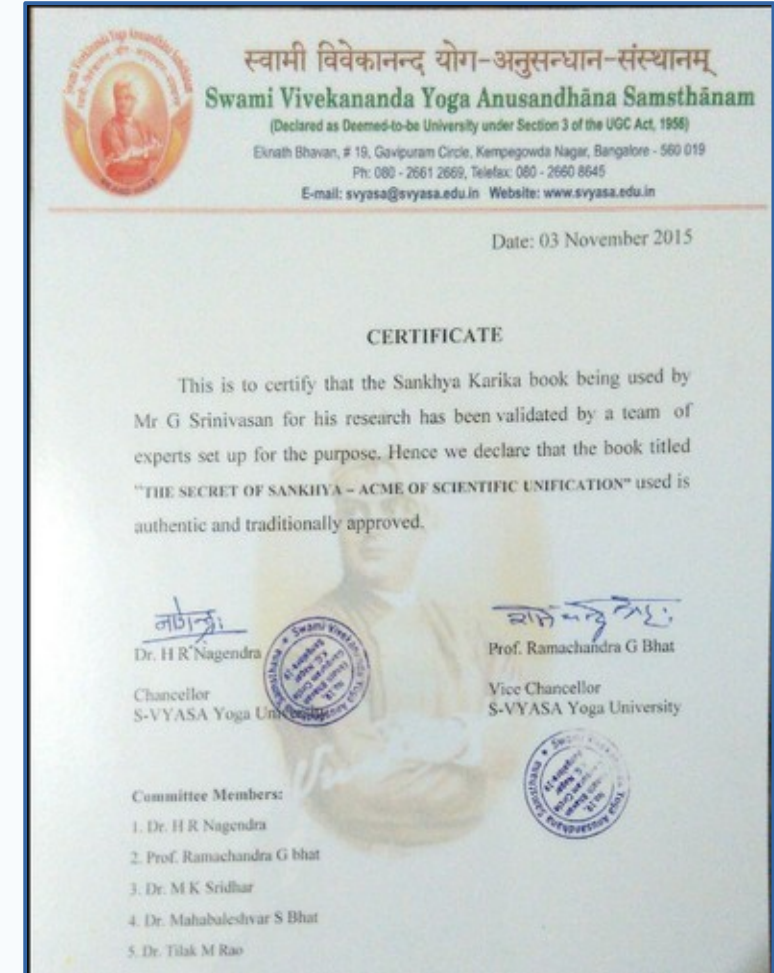 स्वामी विवेकानन्द योग-अनुसन्धान-संस्थानम्
Swami Vivekananda Yoga Anusandhāna Samsthānam
(Declared as Deemed-to-be University under Section 3 of the UGC Act, 1956)
Eknath Bhavan, # 19, Gavipuram Circle, Kempegowda Nagar, Bangalore - 560 019
Ph: 080 - 2661 2669, Telefax: 080 - 2660 8645
E-mail: svyasa@svyasa.edu.in Website: www.svyasa.edu.in
Date: 03 November 2015
CERTIFICATE
This is to certify that the Sankhya Karika book being used by
Mr G Srinivasan for his research has been validated by a team of
experts set up for the purpose. Hence we declare that the book titled
"THE SECRET OF SANKHYA – ACME OF SCIENTIFIC UNIFICATION" used is
authentic and traditionally approved.
Dr. H R Nagendra
Chancellor
S-VYASA Yoga University
Prof. Ramachandra G Bhat
Vice Chancellor
S-VYASA Yoga University
Committee Members:
1. Dr. H R Nagendra
2. Prof. Ramachandra G bhat
3. Dr. M K Sridhar
4. Dr. Mahabaleshvar S Bhat
5. Dr. Tilak M Rao